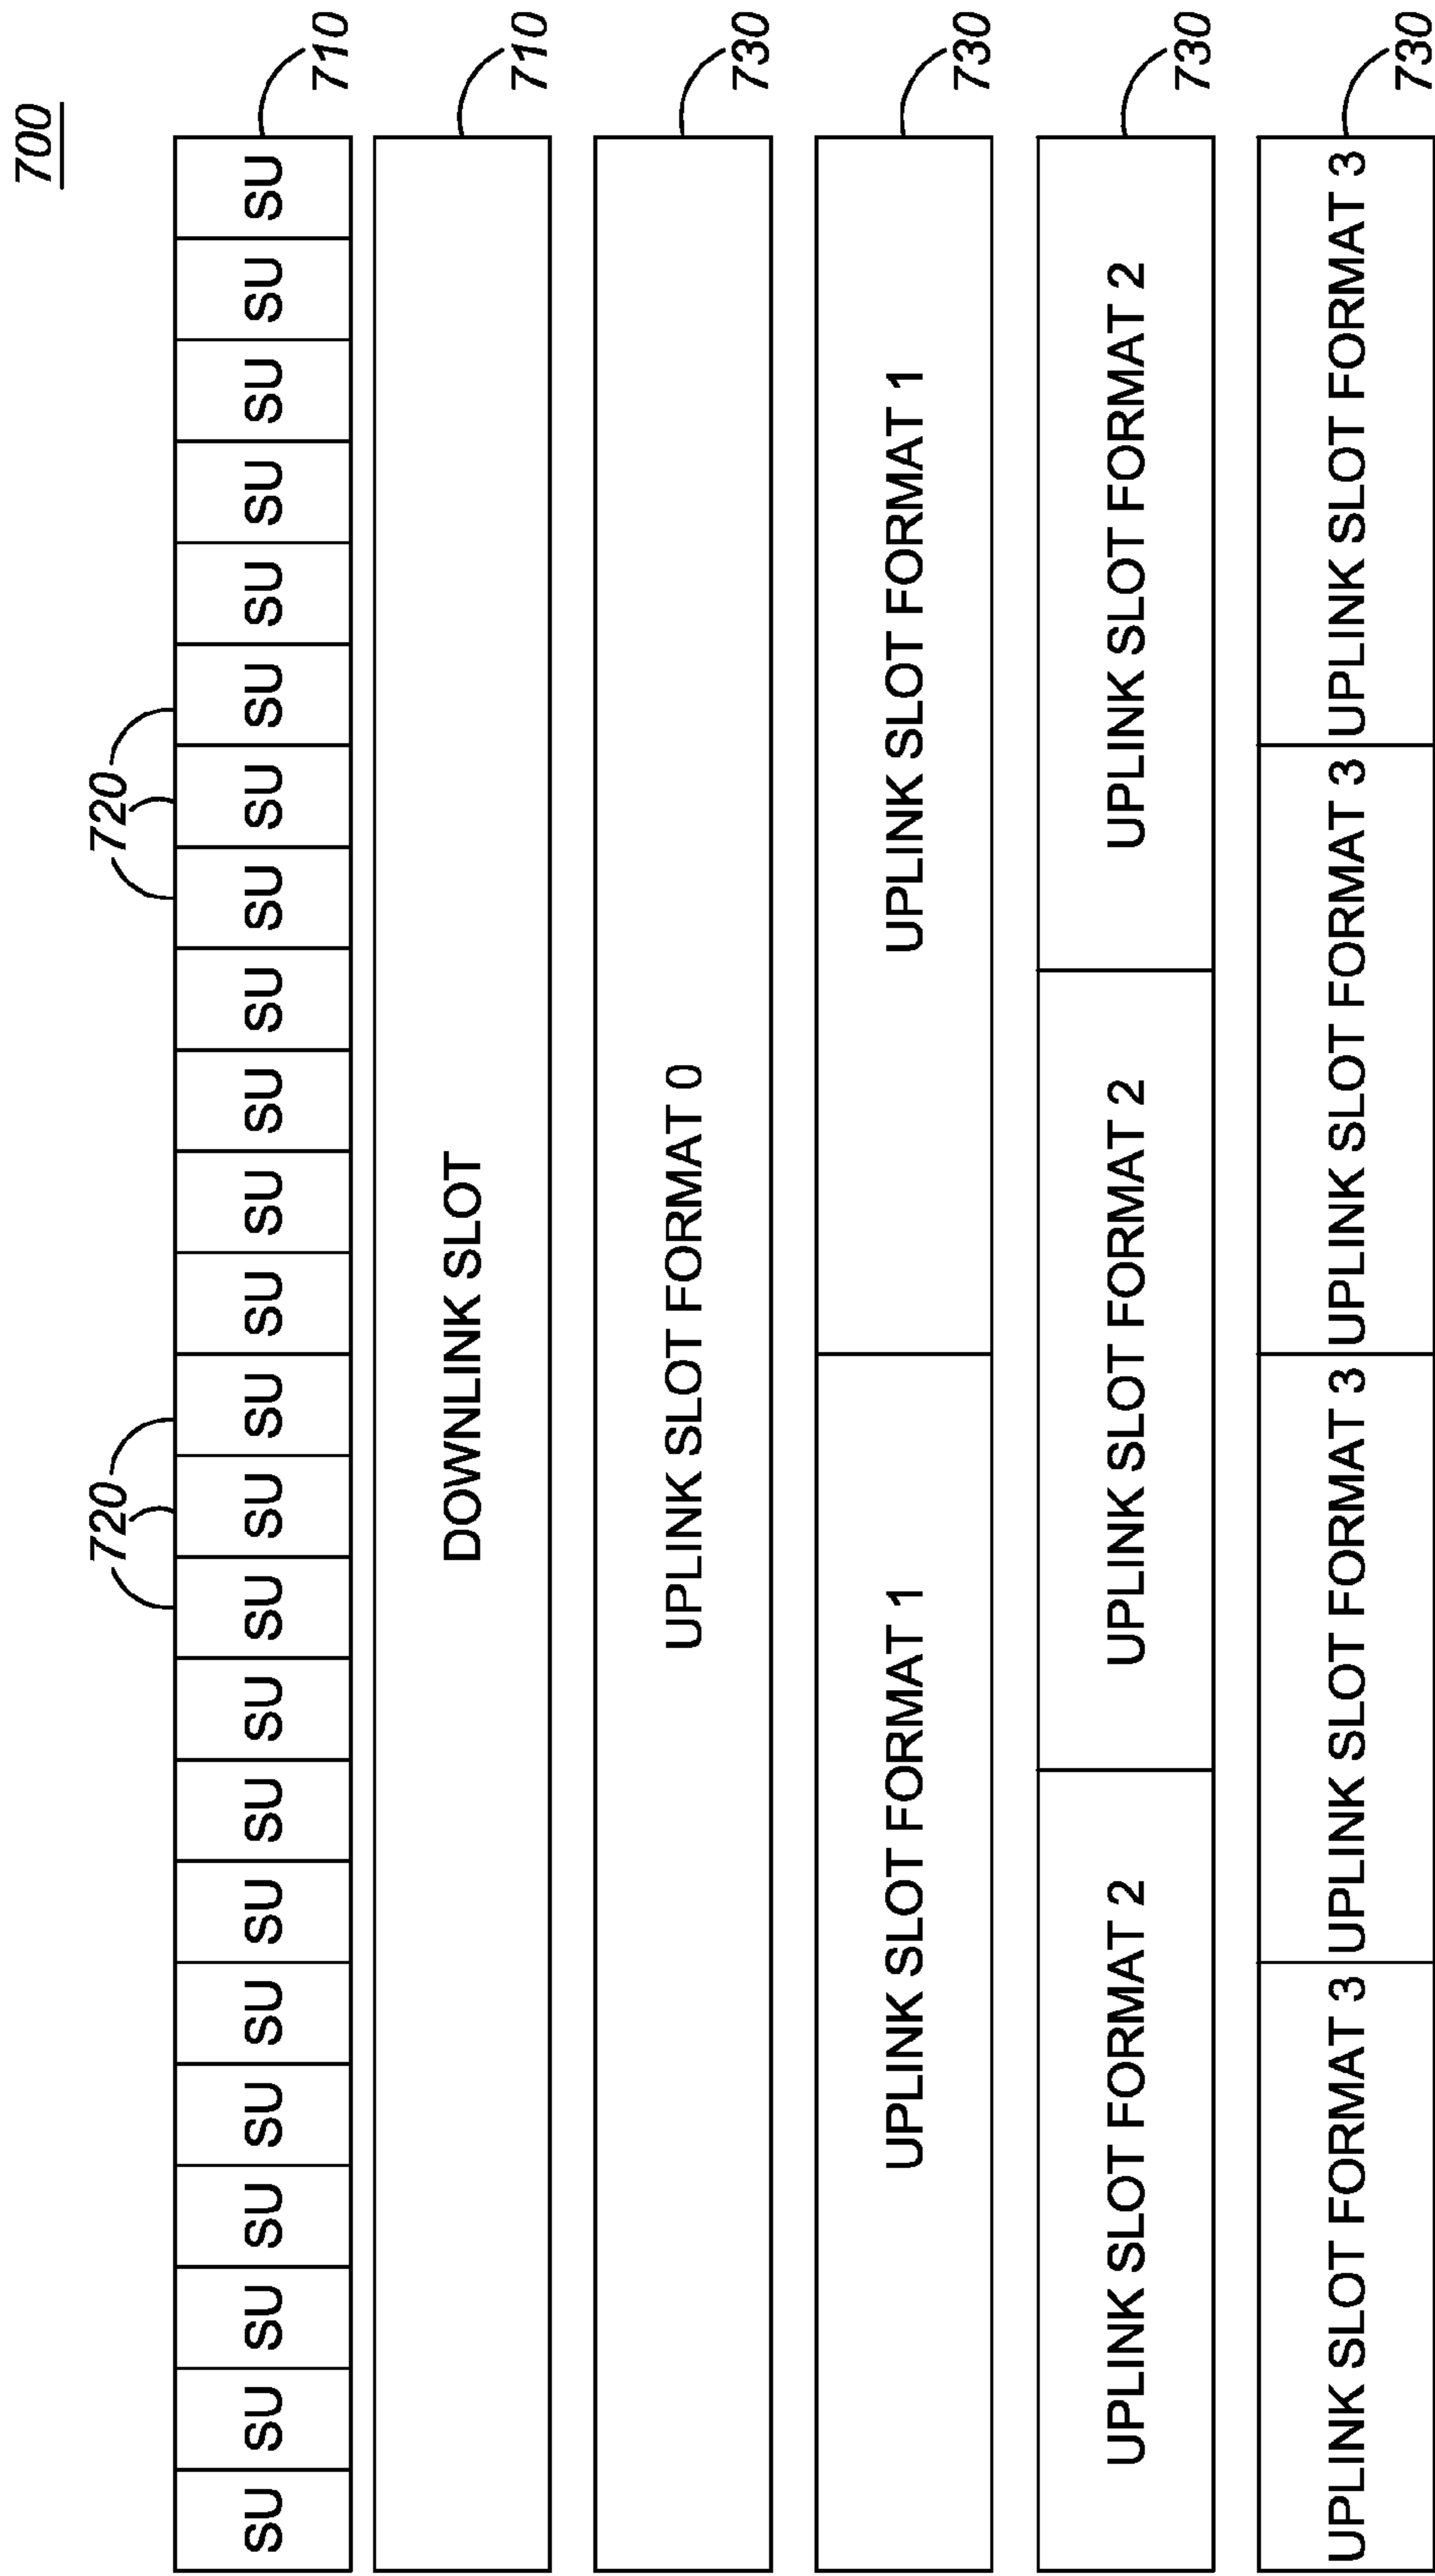 700
720 720
SU SU SU SU SU SU SU SU SU SU SU SU SU SU SU SU SU SU SU SU SU SU SU SU 710
DOWNLINK SLOT 710
UPLINK SLOT FORMAT 0 730
UPLINK SLOT FORMAT 1 UPLINK SLOT FORMAT 1 730
UPLINK SLOT FORMAT 2 UPLINK SLOT FORMAT 2 UPLINK SLOT FORMAT 2 730
UPLINK SLOT FORMAT 3 UPLINK SLOT FORMAT 3 UPLINK SLOT FORMAT 3 UPLINK SLOT FORMAT 3 730